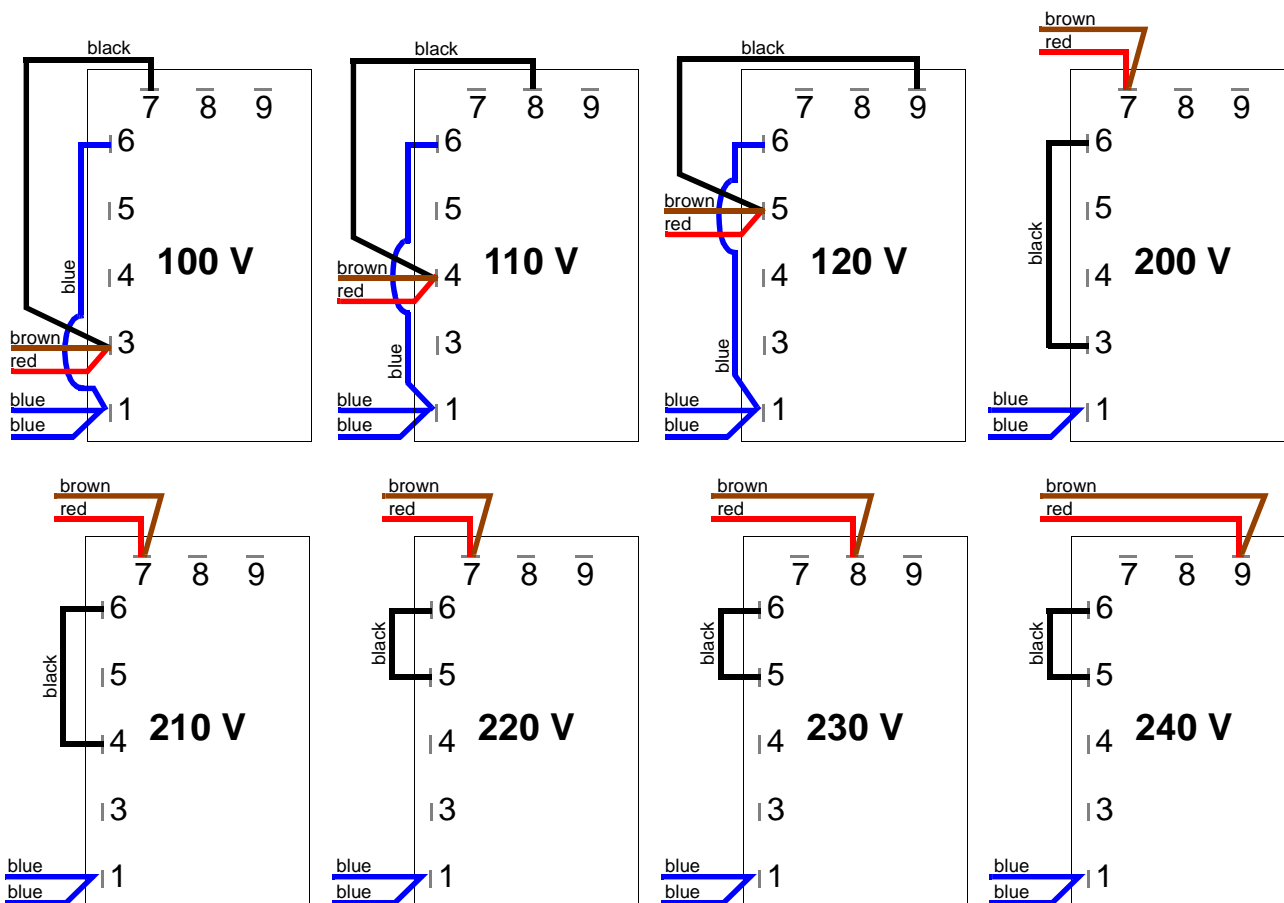 black
7 8 9
6
5
blue
100 V
4
brown
3
red
blue
1
blue
black
7 8 9
6
5
110 V
brown
4
red
3
blue
blue
1
blue
black
7 8 9
6
brown
5
red
120 V
4
blue
3
blue
1
blue
brown
red
7 8 9
6
5
black
200 V
4
3
blue
1
blue
brown
red
7 8 9
6
black
5
210 V
4
3
blue
1
blue
brown
red
7 8 9
6
black
5
220 V
4
3
blue
1
blue
brown
red
7 8 9
6
black
5
230 V
4
3
blue
1
blue
brown
red
7 8 9
6
black
5
240 V
4
3
blue
1
blue